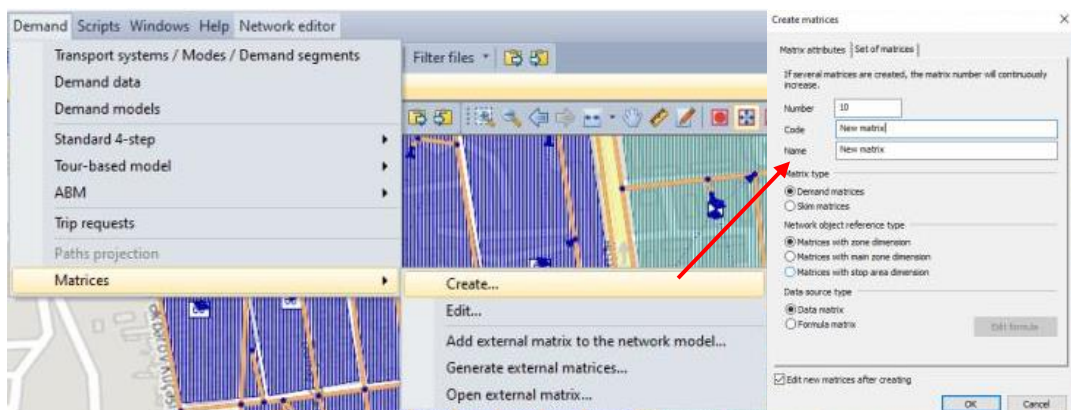 Demand Scripts Windows Help Network editor
Transport systems / Modes / Demand segments
Demand data
Demand models
Standard 4-step
Tour-based model
ABM
Trip requests
Paths projection
Matrices
Filter files
Create...
Edit...
Add external matrix to the network model...
Generate external matrices...
Open external matrix...
Create matrices
Matrix attributes Set of matrices
If several matrices are created, the matrix number will continuously
increase.
Number 10
Code New matrix
Name New matrix
Matrix type
Demand matrices
Skim matrices
Network object reference type
Matrices with zone dimension
Matrices with main zone dimension
Matrices with stop area dimension
Data source type
Data matrix
Formula matrix
Edit formula
Edit new matrices after creating
OK Cancel